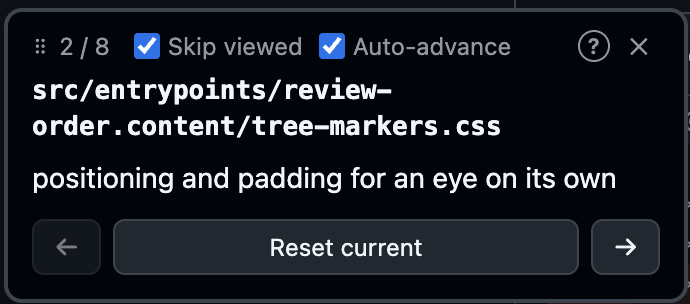 2 / 8 Skip viewed Auto-advance ?
src/entrypoints/review-
order.content/tree-markers.css
positioning and padding for an eye on its own
Reset current